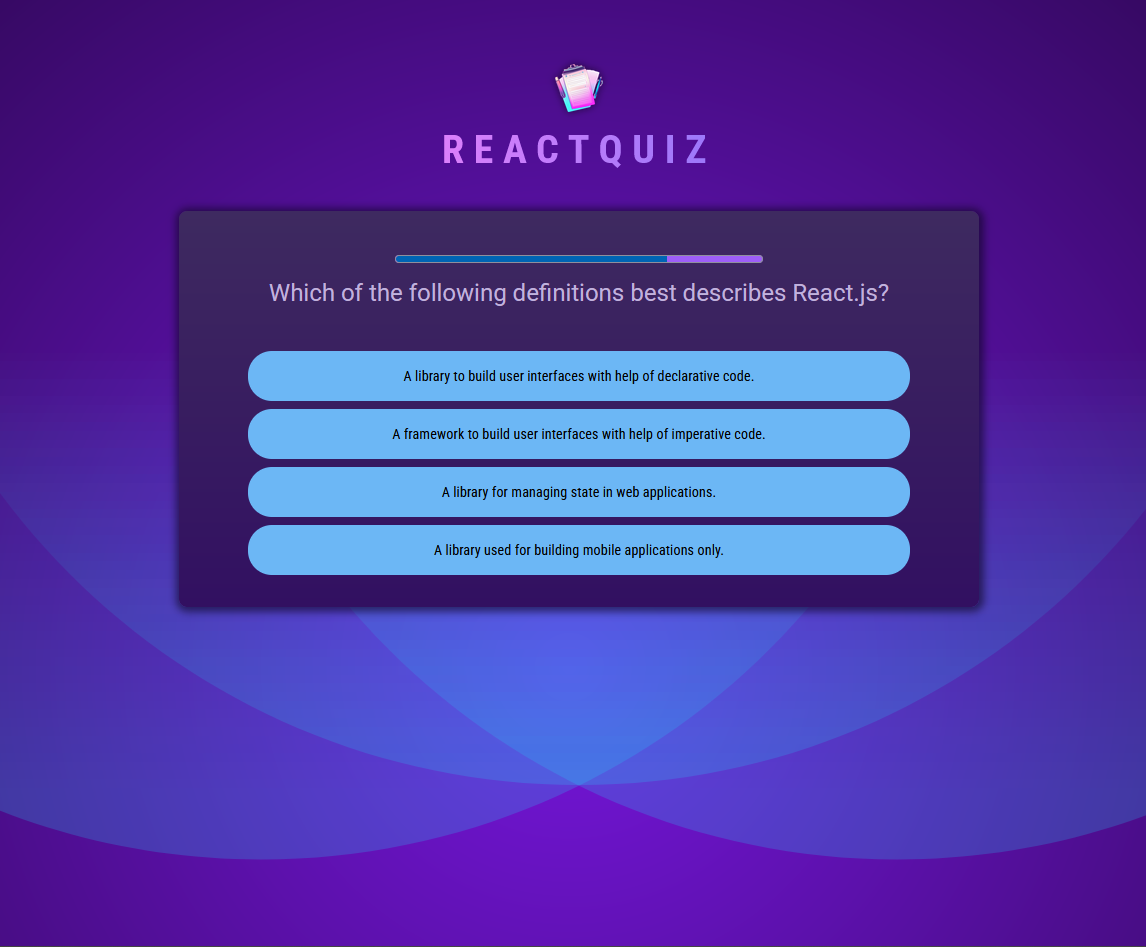 REACTQUIZ
Which of the following definitions best describes React.js?
A library to build user interfaces with help of declarative code.
A framework to build user interfaces with help of imperative code.
A library for managing state in web applications.
A library used for building mobile applications only.